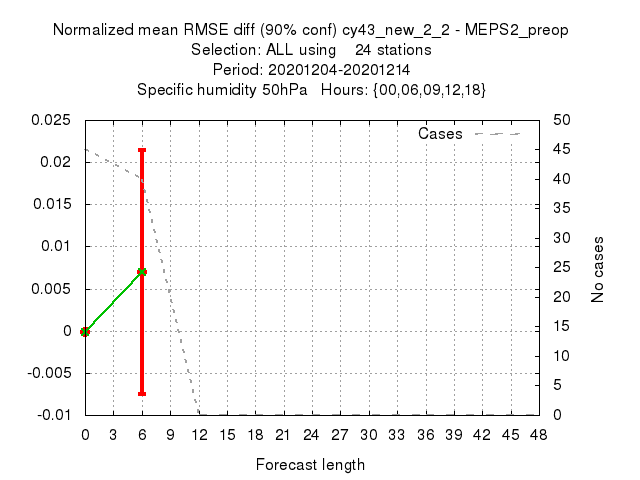 Normalized mean RMSE diff (90% conf) cy43_new_2_2 - MEPS2_preop
Selection: ALL using 24 stations
Period: 20201204-20201214
Specific humidity 50hPa Hours: {00,06,09,12,18}
Cases
0.025
0.02
0.015
0.01
0.005
0
-0.005
-0.01
50
45
40
35
30
25
20
15
10
5
0
No cases
0 3 6 9 12 15 18 21 24 27 30 33 36 39 42 45 48
Forecast length